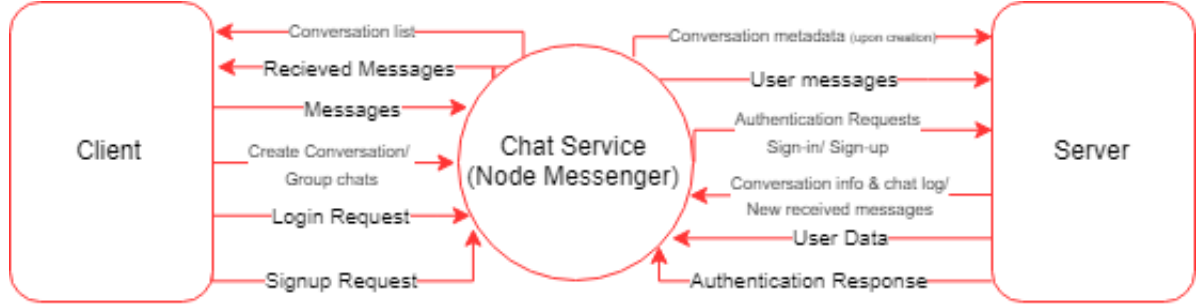 Conversation list
Recieved Messages
Messages
Create Conversation/
Group chats
Login Request
Signup Request
Client
Chat Service
(Node Messenger)
Conversation metadata (upon creation)
User messages
Authentication Requests
Sign-in/ Sign-up
Conversation info & chat log/
New received messages
User Data
Authentication Response
Server